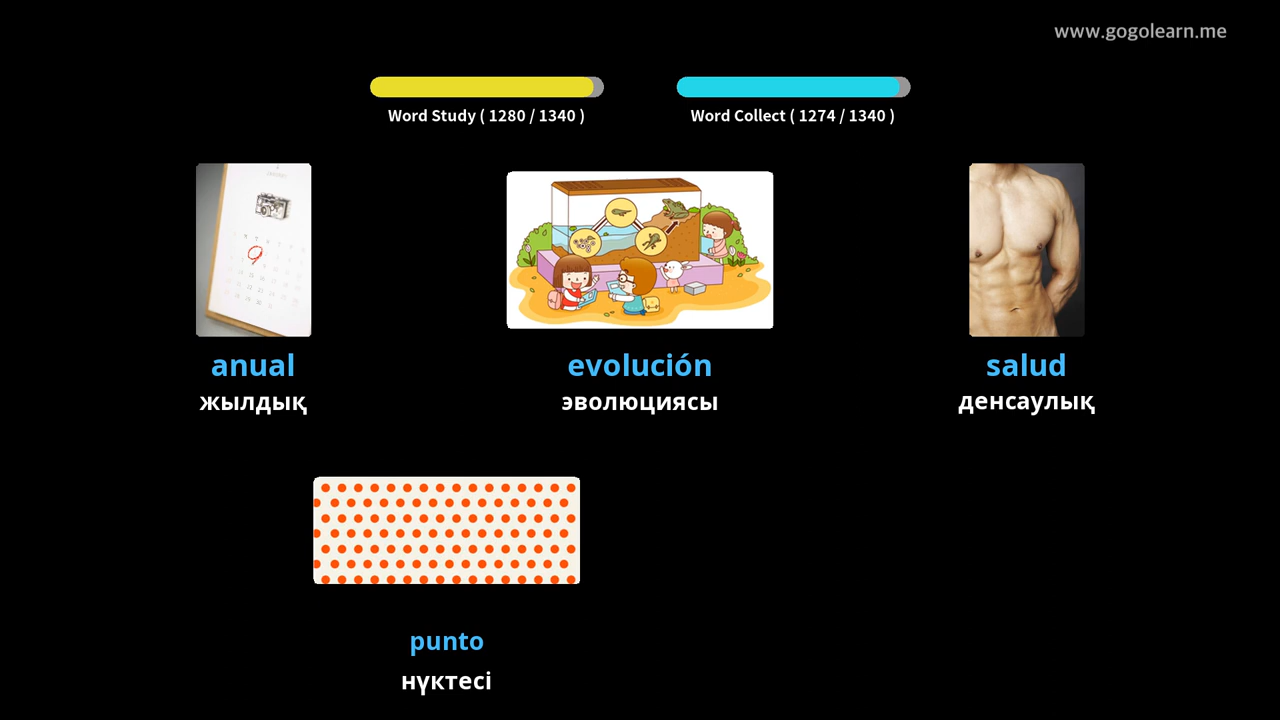 www.gogolearn.me
Word Study ( 1280 / 1340 )
Word Collect ( 1274 / 1340 )
anual
жылдық
evolución
эволюциясы
salud
денсаулық
punto
нүктесі